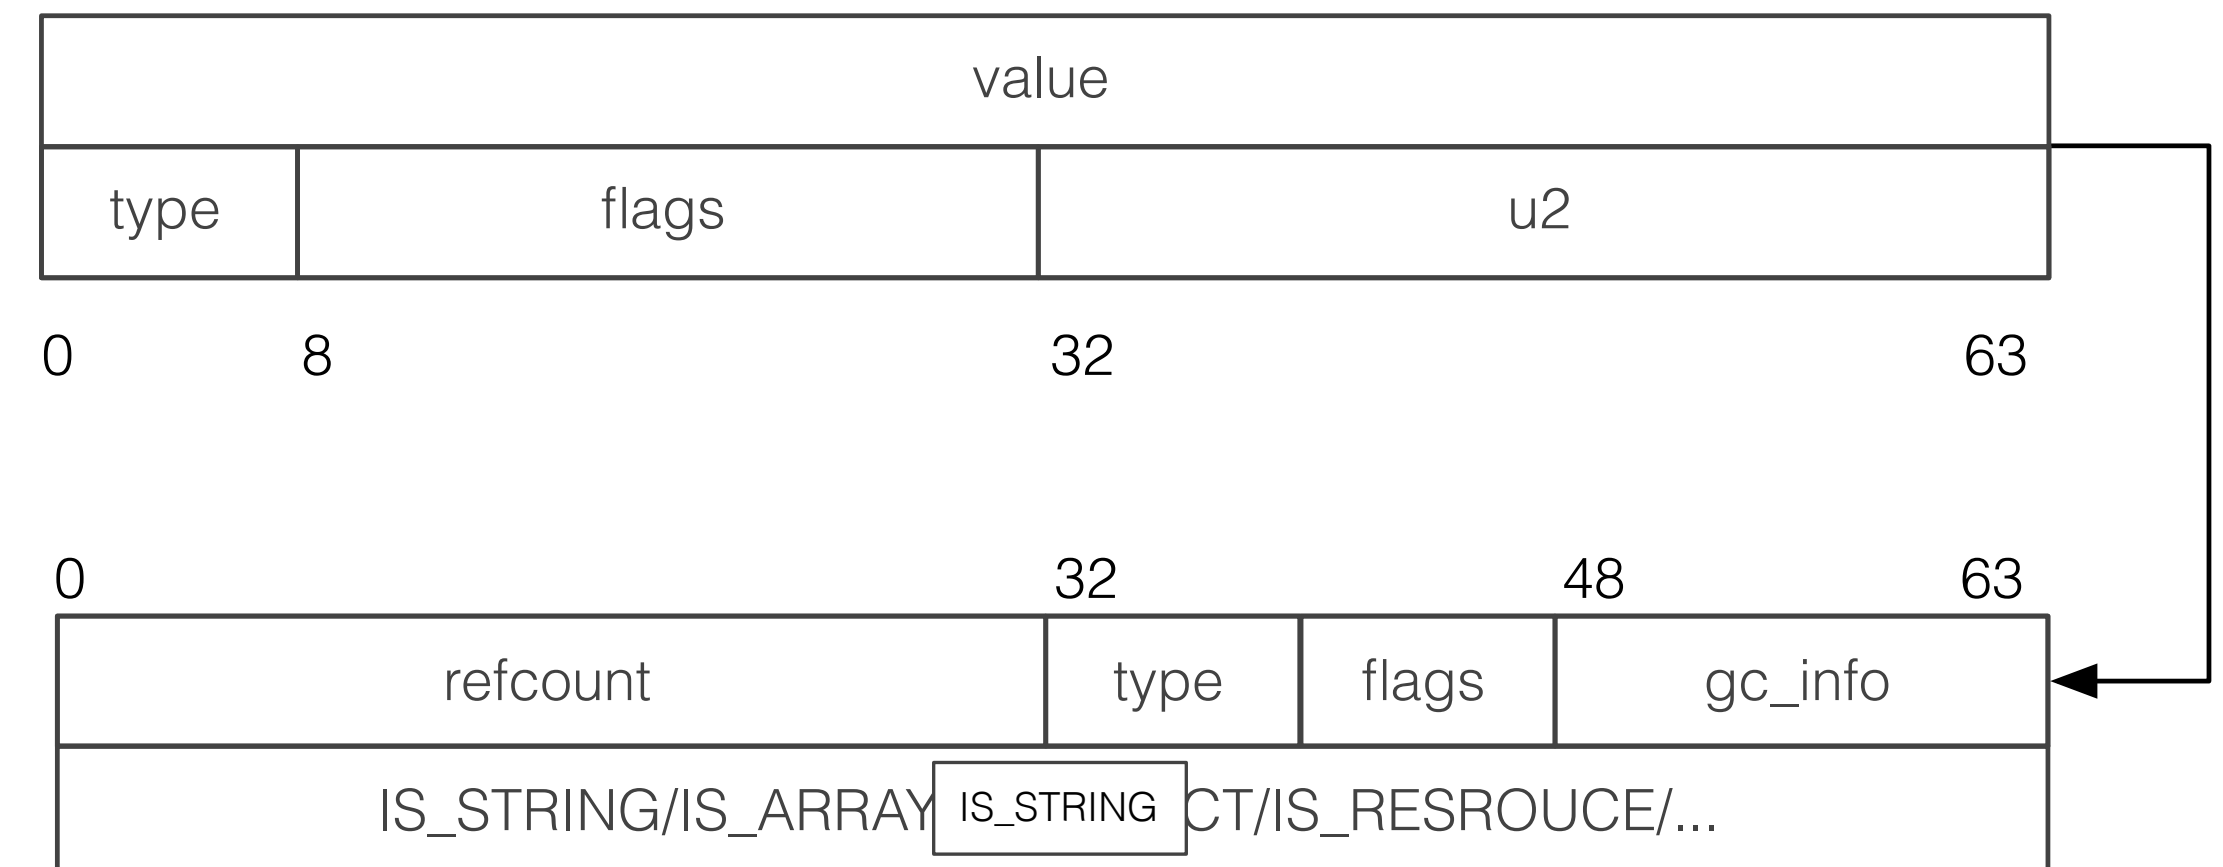 value
type flags u2
0 8 32 63
0 32 48 63
refcount type flags gc_info
IS_STRING/IS_ARRAY IS_STRING CT/IS_RESROUCE/...